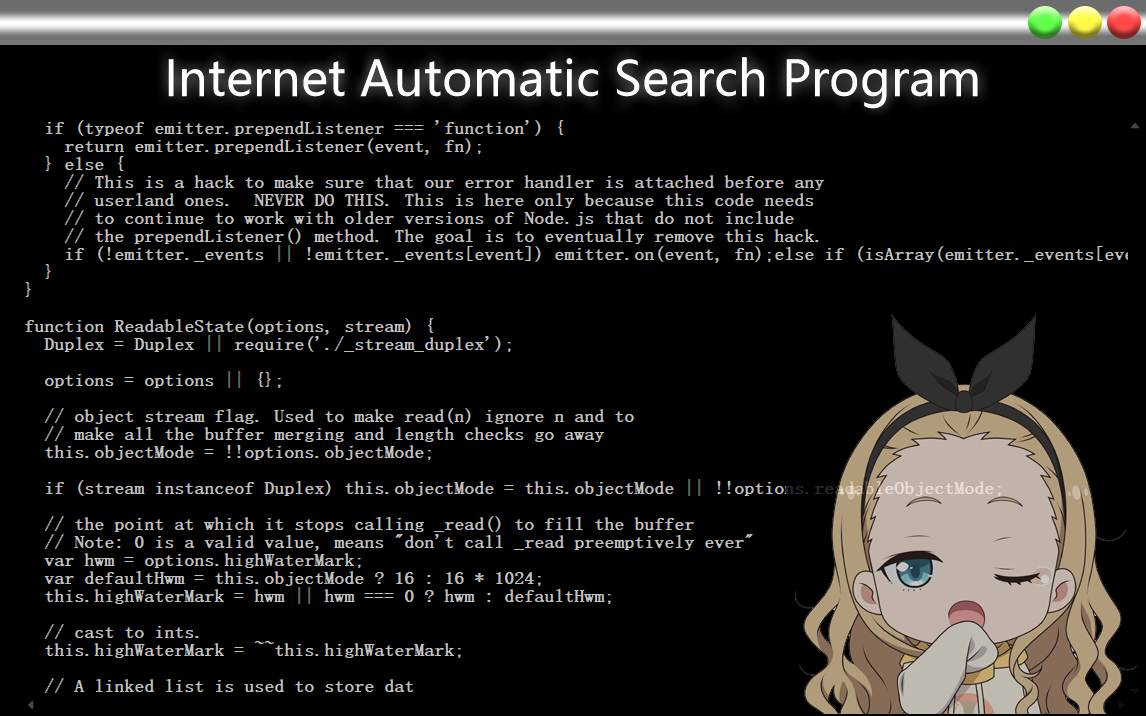 Internet Automatic Search Program
if (typeof emitter.prependListener === 'function') {
return emitter.prependListener(event, fn);
} else {
// This is a hack to make sure that our error handler is attached before any
// userland ones.  NEVER DO THIS. This is here only because this code needs
// to continue to work with older versions of Node.js that do not include
// the prependListener() method. The goal is to eventually remove this hack.
if (!emitter._events || !emitter._events[event]) emitter.on(event, fn);else if (isArray(emitter._events[eve
}
}
function ReadableState(options, stream) {
Duplex = Duplex || require('./_stream_duplex');
options = options || {};
// object stream flag. Used to make read(n) ignore n and to
// make all the buffer merging and length checks go away
this.objectMode = !!options.objectMode;
if (stream instanceof Duplex) this.objectMode = this.objectMode || !!options.readableObjectMode;
// the point at which it stops calling _read() to fill the buffer
// Note: 0 is a valid value, means "don't call _read preemptively ever"
var hwm = options.highWaterMark;
var defaultHwm = this.objectMode ? 16 : 16 * 1024;
this.highWaterMark = hwm || hwm === 0 ? hwm : defaultHwm;
// cast to ints.
this.highWaterMark = ~~this.highWaterMark;
// A linked list is used to store dat